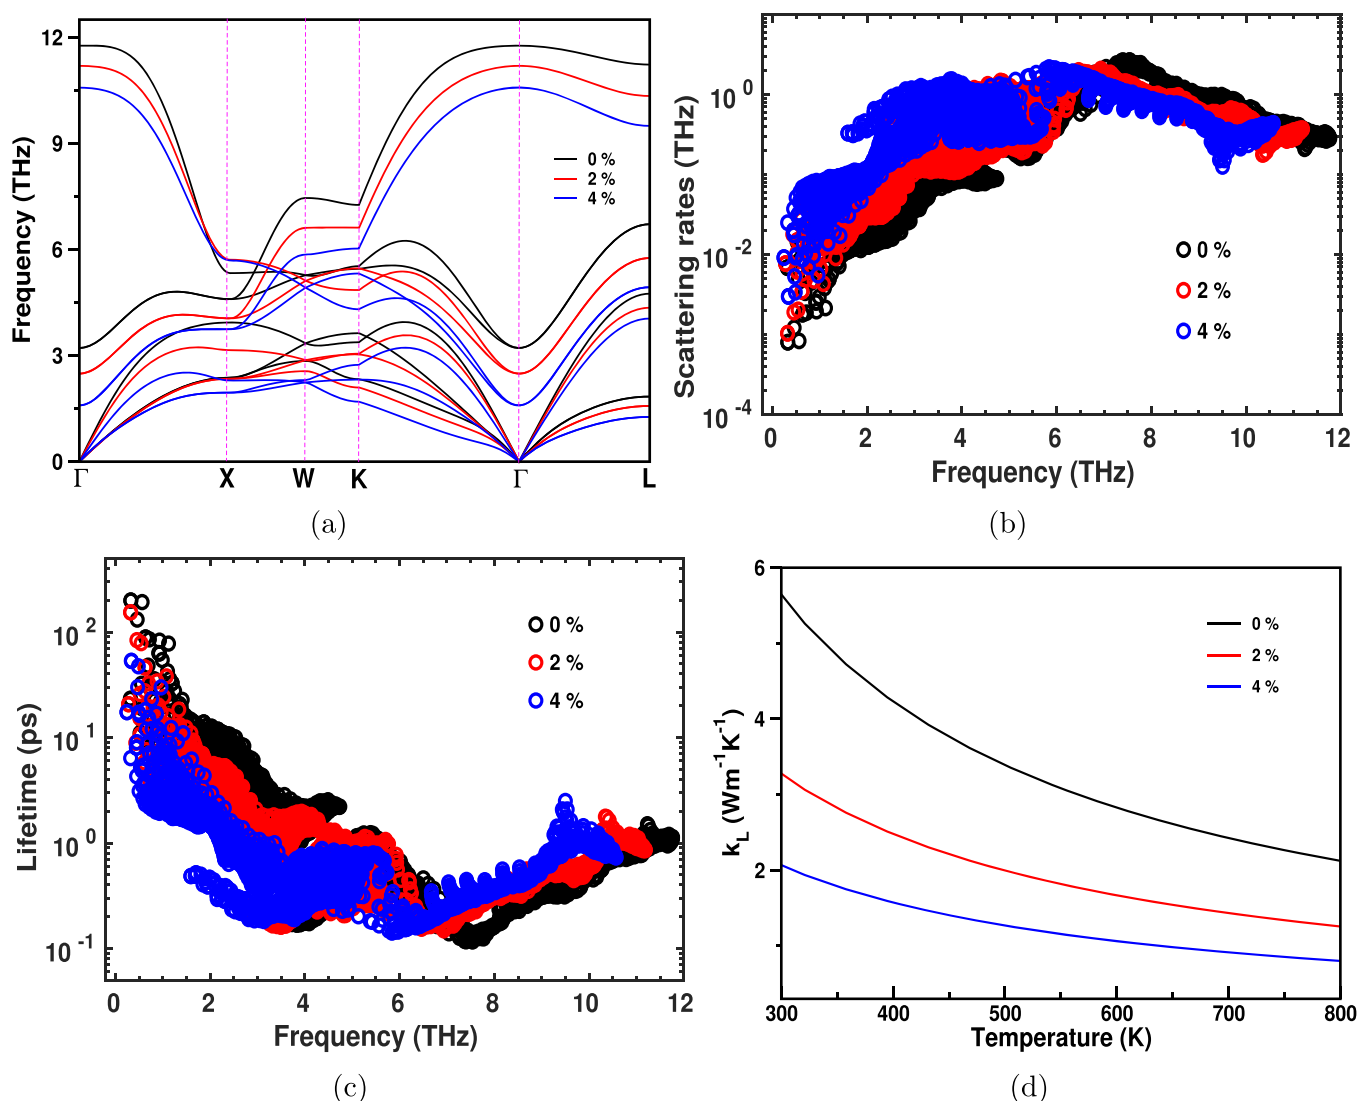 12
9
6
3
0
Frequency (THz)
0 %
2 %
4 %
Γ X W K Γ L
(a)
10 0
10 -2
10 -4
Scattering rates (THz)
0 %
2 %
4 %
0 2 4 6 8 10 12
Frequency (THz)
(b)
10 2
10 1
10 0
10 -1
Lifetime (ps)
0 %
2 %
4 %
0 2 4 6 8 10 12
Frequency (THz)
(c)
6
4
2
kL (Wm-1K-1)
0 %
2 %
4 %
300 400 500 600 700 800
Temperature (K)
(d)